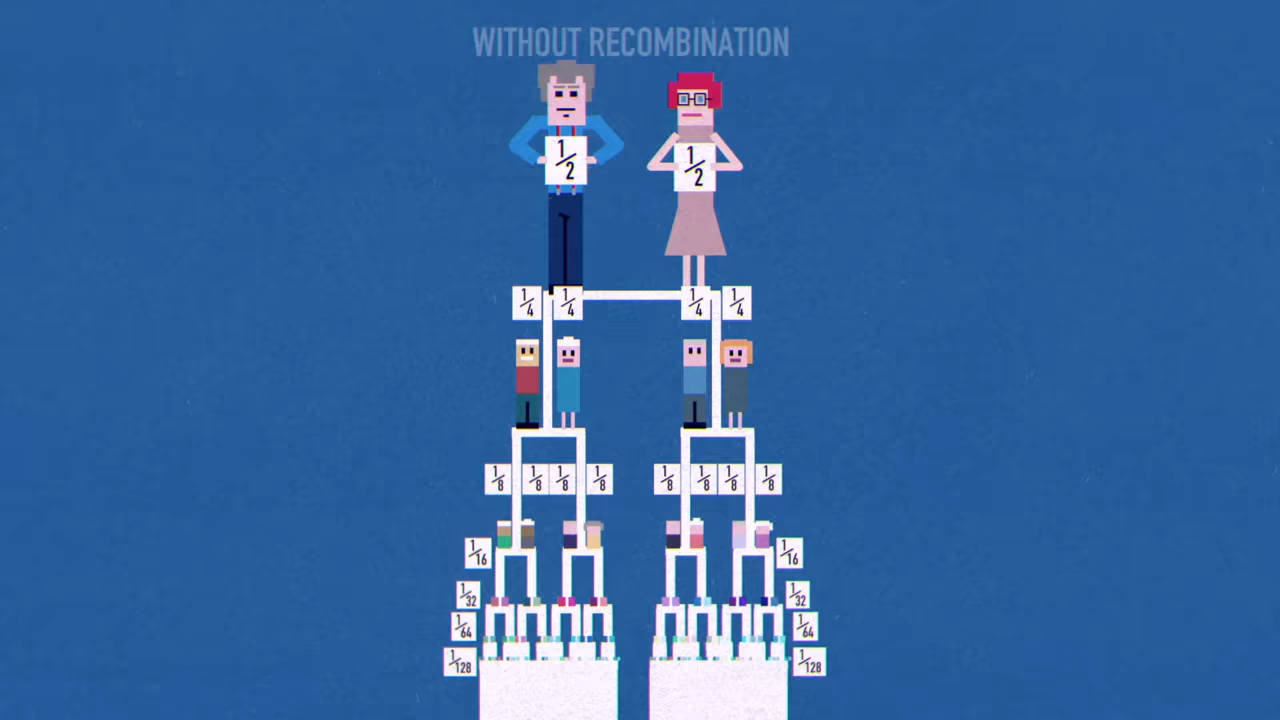 WITHOUT RECOMBINATION
1/2 1/2
1/4 1/4 1/4 1/4
1/8 1/8 1/8 1/8 1/8 1/8 1/8 1/8
1/16 1/16
1/32 1/32
1/64 1/64
1/128 1/128